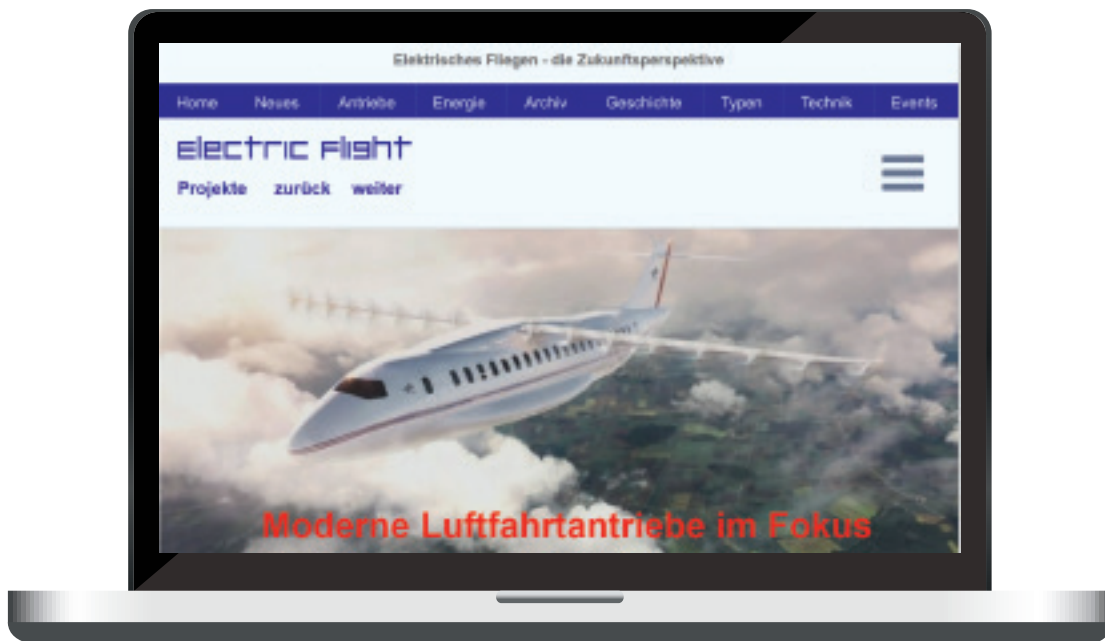 Elektrisches Fliegen - die Zukunftsperspektive
Home Neues Antriebe Energie Archiv Geschichte Typen Technik Events
electric flight
Projekte zurück weiter
Moderne Luftfahrtantriebe im Fokus